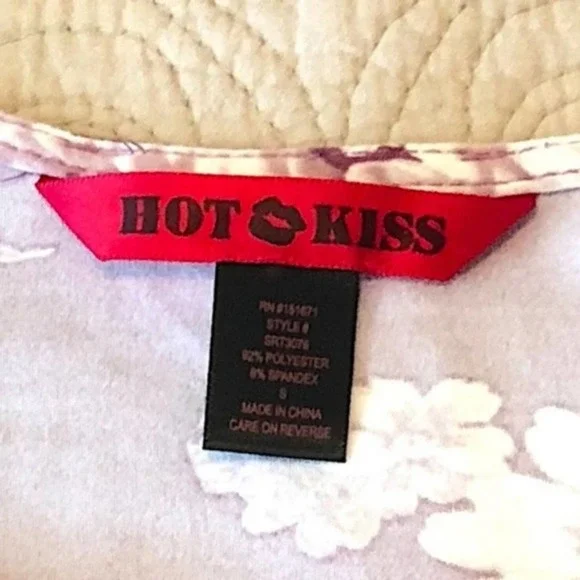 HOT KISS
RN #151671
STYLE #
SRT3076
92% POLYESTER
8% SPANDEX
S
MADE IN CHINA
CARE ON REVERSE